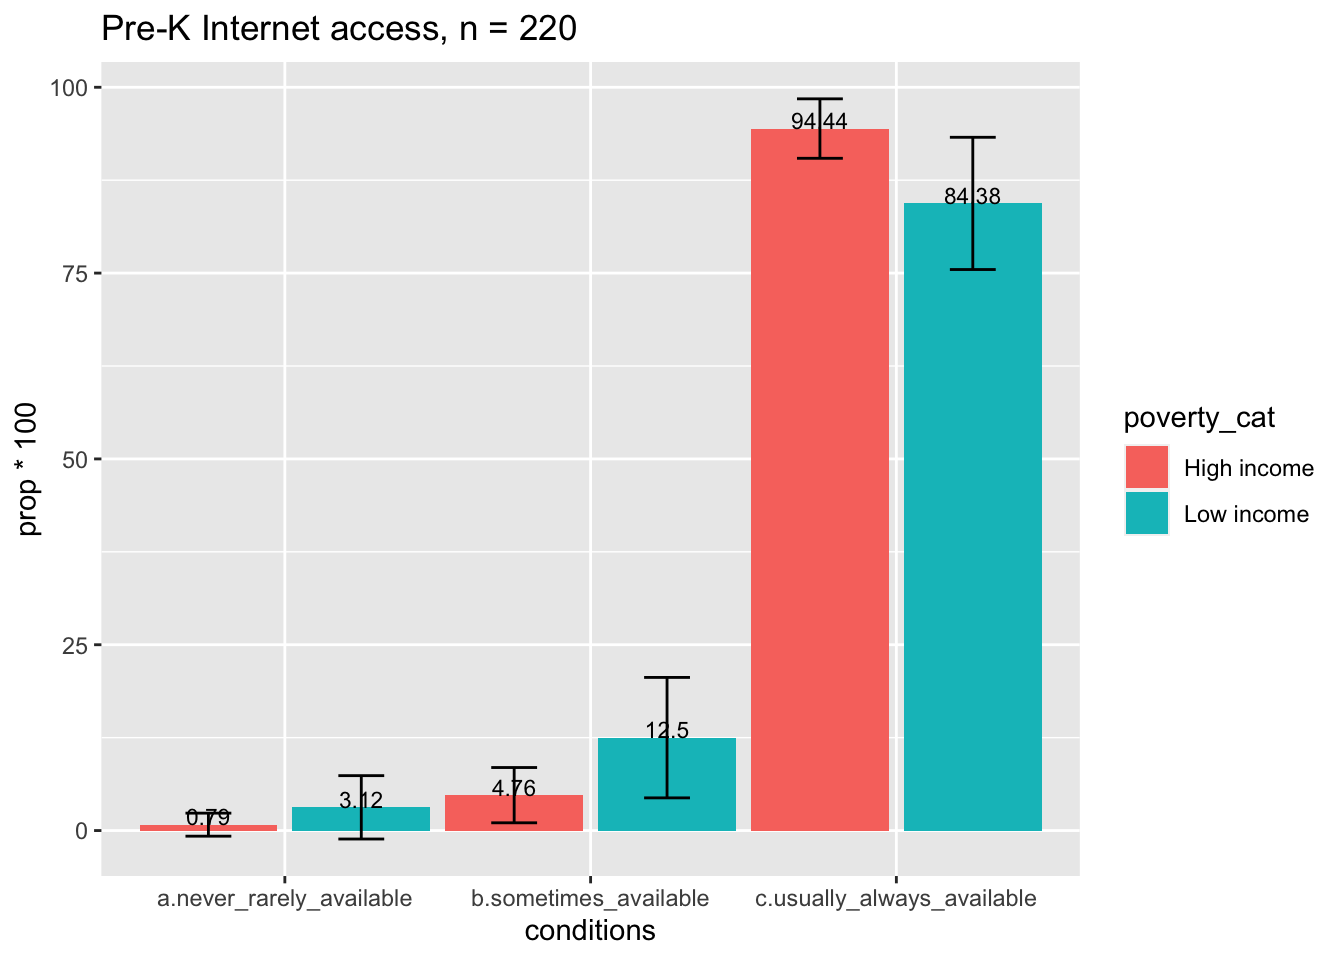 Pre-K Internet access, n = 220
100
75
50
25
0
prop * 100
94.44
84.38
12.5
4.76
3.12
0.79
a.never_rarely_available
b.sometimes_available
c.usually_always_available
conditions
poverty_cat
High income
Low income